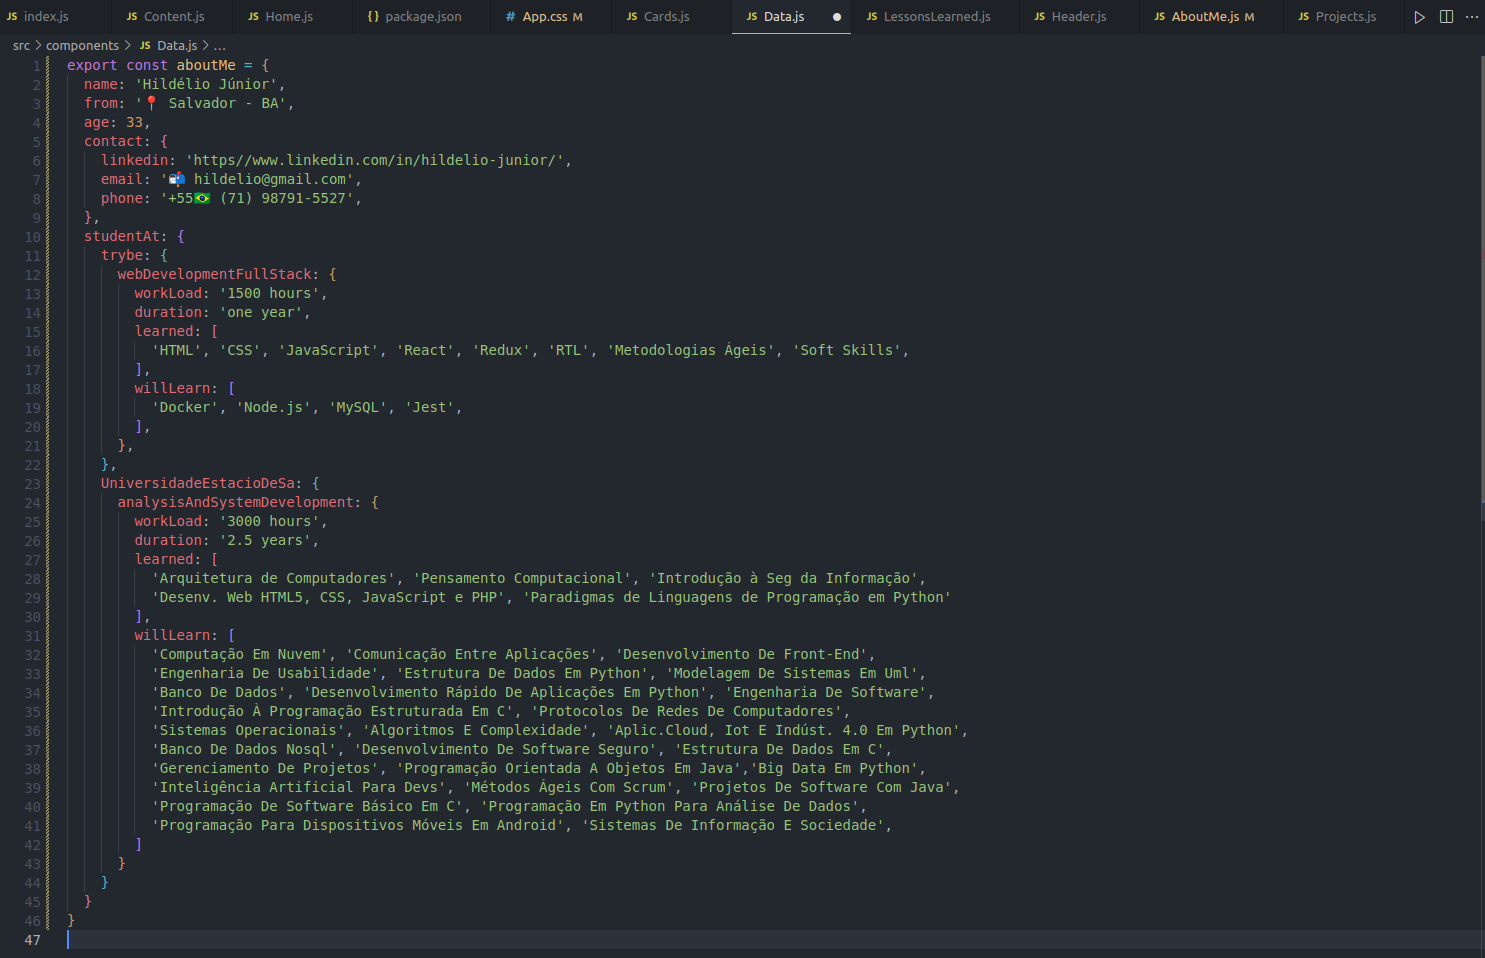 JS index.js JS Content.js JS Home.js {} package.json # App.css M JS Cards.js JS Data.js ● JS LessonsLearned.js JS Header.js JS AboutMe.js M JS Projects.js ...
src > components > JS Data.js > ...
1 export const aboutMe = {
2 name: 'Hildélio Júnior',
3 from: '📍 Salvador - BA',
4 age: 33,
5 contact: {
6 linkedin: 'https//www.linkedin.com/in/hildelio-junior/',
7 email: '📬 hildelio@gmail.com',
8 phone: '+55🇧🇷 (71) 98791-5527',
9 },
10 studentAt: {
11 trybe: {
12 webDevelopmentFullStack: {
13 workLoad: '1500 hours',
14 duration: 'one year',
15 learned: [
16 'HTML', 'CSS', 'JavaScript', 'React', 'Redux', 'RTL', 'Metodologias Ágeis', 'Soft Skills',
17 ],
18 willLearn: [
19 'Docker', 'Node.js', 'MySQL', 'Jest',
20 ],
21 },
22 },
23 UniversidadeEstacioDeSa: {
24 analysisAndSystemDevelopment: {
25 workLoad: '3000 hours',
26 duration: '2.5 years',
27 learned: [
28 'Arquitetura de Computadores', 'Pensamento Computacional', 'Introdução à Seg da Informação',
29 'Desenv. Web HTML5, CSS, JavaScript e PHP', 'Paradigmas de Linguagens de Programação em Python'
30 ],
31 willLearn: [
32 'Computação Em Nuvem', 'Comunicação Entre Aplicações', 'Desenvolvimento De Front-End',
33 'Engenharia De Usabilidade', 'Estrutura De Dados Em Python', 'Modelagem De Sistemas Em Uml',
34 'Banco De Dados', 'Desenvolvimento Rápido De Aplicações Em Python', 'Engenharia De Software',
35 'Introdução À Programação Estruturada Em C', 'Protocolos De Redes De Computadores',
36 'Sistemas Operacionais', 'Algoritmos E Complexidade', 'Aplic.Cloud, Iot E Indúst. 4.0 Em Python',
37 'Banco De Dados Nosql', 'Desenvolvimento De Software Seguro', 'Estrutura De Dados Em C',
38 'Gerenciamento De Projetos', 'Programação Orientada A Objetos Em Java','Big Data Em Python',
39 'Inteligência Artificial Para Devs', 'Métodos Ágeis Com Scrum', 'Projetos De Software Com Java',
40 'Programação De Software Básico Em C', 'Programação Em Python Para Análise De Dados',
41 'Programação Para Dispositivos Móveis Em Android', 'Sistemas De Informação E Sociedade',
42 ]
43 }
44 }
45 }
46 }
47